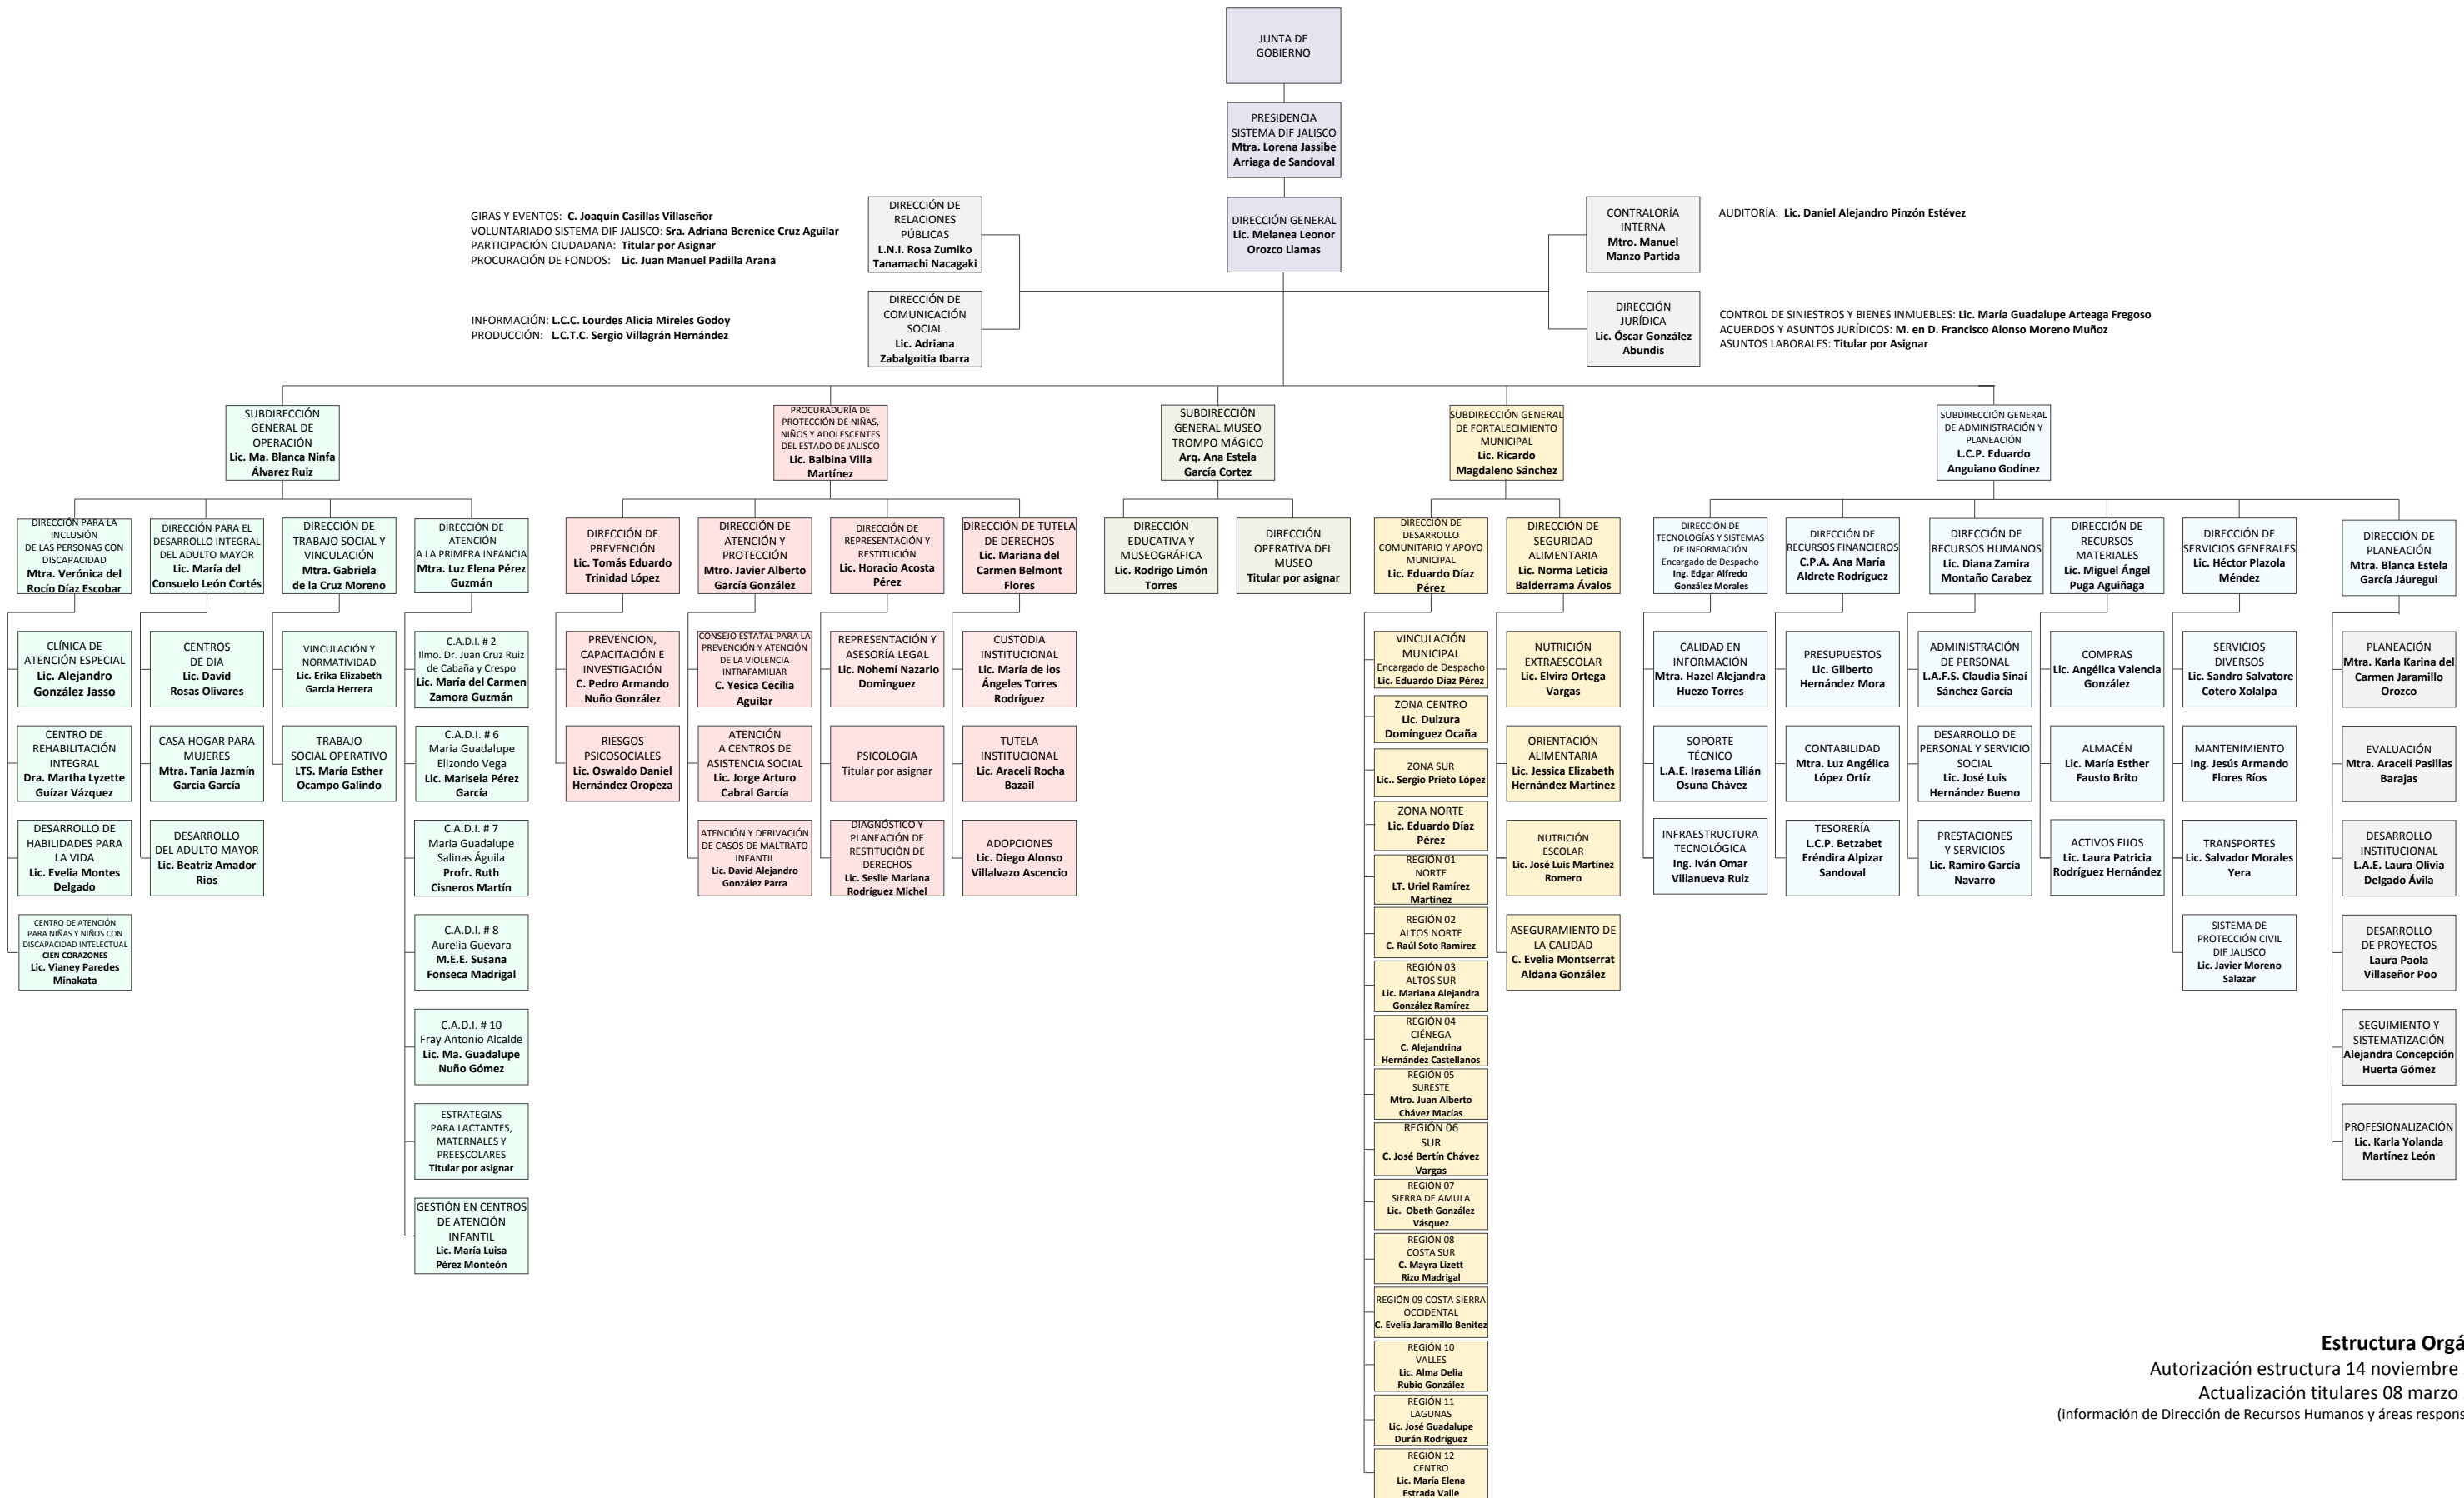 JUNTA DE
GOBIERNO
PRESIDENCIA
SISTEMA DIF JALISCO
Mtra. Lorena Jassibe
Arriaga de Sandoval
GIRAS Y EVENTOS: C. Joaquín Casillas Villaseñor
VOLUNTARIADO SISTEMA DIF JALISCO: Sra. Adriana Berenice Cruz Aguilar
PARTICIPACIÓN CIUDADANA: Titular por Asignar
PROCURACIÓN DE FONDOS: Lic. Juan Manuel Padilla Arana
DIRECCIÓN DE
RELACIONES
PÚBLICAS
L.N.I. Rosa Zumiko
Tanamachi Nacagaki
DIRECCIÓN GENERAL
Lic. Melanea Leonor
Orozco Llamas
CONTRALORÍA
INTERNA
Mtro. Manuel
Manzo Partida
AUDITORÍA: Lic. Daniel Alejandro Pinzón Estévez
INFORMACIÓN: L.C.C. Lourdes Alicia Mireles Godoy
PRODUCCIÓN: L.C.T.C. Sergio Villagrán Hernández
DIRECCIÓN DE
COMUNICACIÓN
SOCIAL
Lic. Adriana
Zabalgoitia Ibarra
DIRECCIÓN
JURÍDICA
Lic. Óscar González
Abundis
CONTROL DE SINIESTROS Y BIENES INMUEBLES: Lic. María Guadalupe Arteaga Fregoso
ACUERDOS Y ASUNTOS JURÍDICOS: M. en D. Francisco Alonso Moreno Muñoz
ASUNTOS LABORALES: Titular por Asignar
SUBDIRECCIÓN
GENERAL DE
OPERACIÓN
Lic. Ma. Blanca Ninfa
Álvarez Ruiz
PROCURADURÍA DE
PROTECCIÓN DE NIÑAS,
NIÑOS Y ADOLESCENTES
DEL ESTADO DE JALISCO
Lic. Balbina Villa
Martínez
SUBDIRECCIÓN
GENERAL MUSEO
TROMPO MÁGICO
Arq. Ana Estela
García Cortez
SUBDIRECCIÓN GENERAL
DE FORTALECIMIENTO
MUNICIPAL
Lic. Ricardo
Magdaleno Sánchez
SUBDIRECCIÓN GENERAL
DE ADMINISTRACIÓN Y
PLANEACIÓN
L.C.P. Eduardo
Anguiano Godínez
DIRECCIÓN PARA LA
INCLUSIÓN
DE LAS PERSONAS CON
DISCAPACIDAD
Mtra. Verónica del
Rocío Díaz Escobar
DIRECCIÓN PARA EL
DESARROLLO INTEGRAL
DEL ADULTO MAYOR
Lic. María del
Consuelo León Cortés
DIRECCIÓN DE
TRABAJO SOCIAL Y
VINCULACIÓN
Mtra. Gabriela
de la Cruz Moreno
DIRECCIÓN DE
ATENCIÓN
A LA PRIMERA INFANCIA
Mtra. Luz Elena Pérez
Guzmán
DIRECCIÓN DE
PREVENCIÓN
Lic. Tomás Eduardo
Trinidad López
DIRECCIÓN DE
ATENCIÓN Y
PROTECCIÓN
Mtro. Javier Alberto
García González
DIRECCIÓN DE
REPRESENTACIÓN Y
RESTITUCIÓN
Lic. Horacio Acosta
Pérez
DIRECCIÓN DE TUTELA
DE DERECHOS
Lic. Mariana del
Carmen Belmont
Flores
DIRECCIÓN
EDUCATIVA Y
MUSEOGRÁFICA
Lic. Rodrigo Limón
Torres
DIRECCIÓN
OPERATIVA DEL
MUSEO
Titular por asignar
DIRECCIÓN DE
DESARROLLO
COMUNITARIO Y APOYO
MUNICIPAL
Lic. Eduardo Díaz
Pérez
DIRECCIÓN DE
SEGURIDAD
ALIMENTARIA
Lic. Norma Leticia
Balderrama Ávalos
DIRECCIÓN DE
TECNOLOGÍAS Y SISTEMAS
DE INFORMACIÓN
Encargado de Despacho
Ing. Edgar Alfredo
González Morales
DIRECCIÓN DE
RECURSOS FINANCIEROS
C.P.A. Ana María
Aldrete Rodríguez
DIRECCIÓN DE
RECURSOS HUMANOS
Lic. Diana Zamira
Montaño Carabez
DIRECCIÓN DE
RECURSOS
MATERIALES
Lic. Miguel Ángel
Puga Aguiñaga
DIRECCIÓN DE
SERVICIOS GENERALES
Lic. Héctor Plazola
Méndez
DIRECCIÓN DE
PLANEACIÓN
Mtra. Blanca Estela
García Jáuregui
CLÍNICA DE
ATENCIÓN ESPECIAL
Lic. Alejandro
González Jasso
CENTRO DE
REHABILITACIÓN
INTEGRAL
Dra. Martha Lyzette
Guízar Vázquez
DESARROLLO DE
HABILIDADES PARA
LA VIDA
Lic. Evelia Montes
Delgado
CENTRO DE ATENCIÓN
PARA NIÑAS Y NIÑOS CON
DISCAPACIDAD INTELECTUAL
CIEN CORAZONES
Lic. Vianey Paredes
Minakata
CENTROS
DE DIA
Lic. David
Rosas Olivares
CASA HOGAR PARA
MUJERES
Mtra. Tania Jazmín
García García
DESARROLLO
DEL ADULTO MAYOR
Lic. Beatriz Amador
Rios
VINCULACIÓN Y
NORMATIVIDAD
Lic. Erika Elizabeth
Garcia Herrera
TRABAJO
SOCIAL OPERATIVO
LTS. María Esther
Ocampo Galindo
C.A.D.I. # 2
Ilmo. Dr. Juan Cruz Ruiz
de Cabaña y Crespo
Lic. María del Carmen
Zamora Guzmán
C.A.D.I. # 6
Maria Guadalupe
Elizondo Vega
Lic. Marisela Pérez
García
C.A.D.I. # 7
Maria Guadalupe
Salinas Águila
Profr. Ruth
Cisneros Martín
C.A.D.I. # 8
Aurelia Guevara
M.E.E. Susana
Fonseca Madrigal
C.A.D.I. # 10
Fray Antonio Alcalde
Lic. Ma. Guadalupe
Nuño Gómez
ESTRATEGIAS
PARA LACTANTES,
MATERNALES Y
PREESCOLARES
Titular por asignar
GESTIÓN EN CENTROS
DE ATENCIÓN
INFANTIL
Lic. María Luisa
Pérez Monteón
PREVENCION,
CAPACITACIÓN E
INVESTIGACIÓN
C. Pedro Armando
Nuño González
RIESGOS
PSICOSOCIALES
Lic. Oswaldo Daniel
Hernández Oropeza
CONSEJO ESTATAL PARA LA
PREVENCIÓN Y ATENCIÓN
DE LA VIOLENCIA
INTRAFAMILIAR
C. Yesica Cecilia
Aguilar
ATENCIÓN
A CENTROS DE
ASISTENCIA SOCIAL
Lic. Jorge Arturo
Cabral García
ATENCIÓN Y DERIVACIÓN
DE CASOS DE MALTRATO
INFANTIL
Lic. David Alejandro
González Parra
REPRESENTACIÓN Y
ASESORÍA LEGAL
Lic. Nohemí Nazario
Dominguez
PSICOLOGIA
Titular por asignar
DIAGNÓSTICO Y
PLANEACIÓN DE
RESTITUCIÓN DE
DERECHOS
Lic. Seslie Mariana
Rodríguez Michel
CUSTODIA
INSTITUCIONAL
Lic. María de los
Ángeles Torres
Rodríguez
TUTELA
INSTITUCIONAL
Lic. Araceli Rocha
Bazail
ADOPCIONES
Lic. Diego Alonso
Villalvazo Ascencio
VINCULACIÓN
MUNICIPAL
Encargado de Despacho
Lic. Eduardo Díaz Pérez
ZONA CENTRO
Lic. Dulzura
Domínguez Ocaña
ZONA SUR
Lic.. Sergio Prieto López
ZONA NORTE
Lic. Eduardo Díaz
Pérez
REGIÓN 01
NORTE
LT. Uriel Ramírez
Martínez
REGIÓN 02
ALTOS NORTE
C. Raúl Soto Ramírez
REGIÓN 03
ALTOS SUR
Lic. Mariana Alejandra
González Ramírez
REGIÓN 04
CIÉNEGA
C. Alejandrina
Hernández Castellanos
REGIÓN 05
SURESTE
Mtro. Juan Alberto
Chávez Macías
REGIÓN 06
SUR
C. José Bertín Chávez
Vargas
REGIÓN 07
SIERRA DE AMULA
Lic. Obeth González
Vásquez
REGIÓN 08
COSTA SUR
C. Mayra Lizett
Rizo Madrigal
REGIÓN 09 COSTA SIERRA
OCCIDENTAL
C. Evelia Jaramillo Benitez
REGIÓN 10
VALLES
Lic. Alma Delia
Rubio González
REGIÓN 11
LAGUNAS
Lic. José Guadalupe
Durán Rodríguez
REGIÓN 12
CENTRO
Lic. María Elena
Estrada Valle
NUTRICIÓN
EXTRAESCOLAR
Lic. Elvira Ortega
Vargas
ORIENTACIÓN
ALIMENTARIA
Lic. Jessica Elizabeth
Hernández Martínez
NUTRICIÓN
ESCOLAR
Lic. José Luis Martínez
Romero
ASEGURAMIENTO DE
LA CALIDAD
C. Evelia Montserrat
Aldana González
CALIDAD EN
INFORMACIÓN
Mtra. Hazel Alejandra
Huezo Torres
SOPORTE
TÉCNICO
L.A.E. Irasema Lilián
Osuna Chávez
INFRAESTRUCTURA
TECNOLÓGICA
Ing. Iván Omar
Villanueva Ruiz
PRESUPUESTOS
Lic. Gilberto
Hernández Mora
CONTABILIDAD
Mtra. Luz Angélica
López Ortíz
TESORERÍA
L.C.P. Betzabet
Eréndira Alpizar
Sandoval
ADMINISTRACIÓN
DE PERSONAL
L.A.F.S. Claudia Sinaí
Sánchez García
DESARROLLO DE
PERSONAL Y SERVICIO
SOCIAL
Lic. José Luis
Hernández Bueno
PRESTACIONES
Y SERVICIOS
Lic. Ramiro García
Navarro
COMPRAS
Lic. Angélica Valencia
González
ALMACÉN
Lic. María Esther
Fausto Brito
ACTIVOS FIJOS
Lic. Laura Patricia
Rodríguez Hernández
SERVICIOS
DIVERSOS
Lic. Sandro Salvatore
Cotero Xolalpa
MANTENIMIENTO
Ing. Jesús Armando
Flores Ríos
TRANSPORTES
Lic. Salvador Morales
Yera
SISTEMA DE
PROTECCIÓN CIVIL
DIF JALISCO
Lic. Javier Moreno
Salazar
PLANEACIÓN
Mtra. Karla Karina del
Carmen Jaramillo
Orozco
EVALUACIÓN
Mtra. Araceli Pasillas
Barajas
DESARROLLO
INSTITUCIONAL
L.A.E. Laura Olivia
Delgado Ávila
DESARROLLO
DE PROYECTOS
Laura Paola
Villaseñor Poo
SEGUIMIENTO Y
SISTEMATIZACIÓN
Alejandra Concepción
Huerta Gómez
PROFESIONALIZACIÓN
Lic. Karla Yolanda
Martínez León
Estructura Orgá
Autorización estructura 14 noviembre
Actualización titulares 08 marzo
(información de Dirección de Recursos Humanos y áreas respons